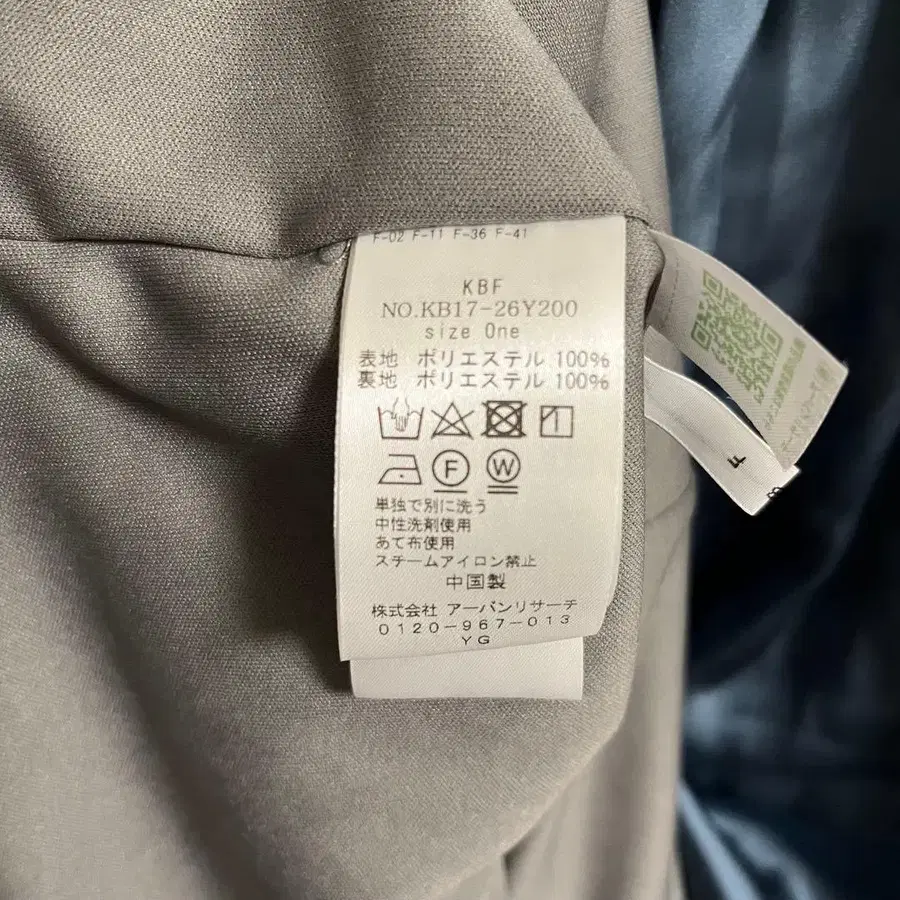 F-02 F-11 F-36 F-41
KBF
NO.KB17-26Y200
size One
表地 ポリエステル 100%
裏地 ポリエステル 100%
F W
単独で別に洗う
中性洗剤使用
あて布使用
スチームアイロン禁止
中国製
株式会社 アーバンリサーチ
0120-967-013
YG
F